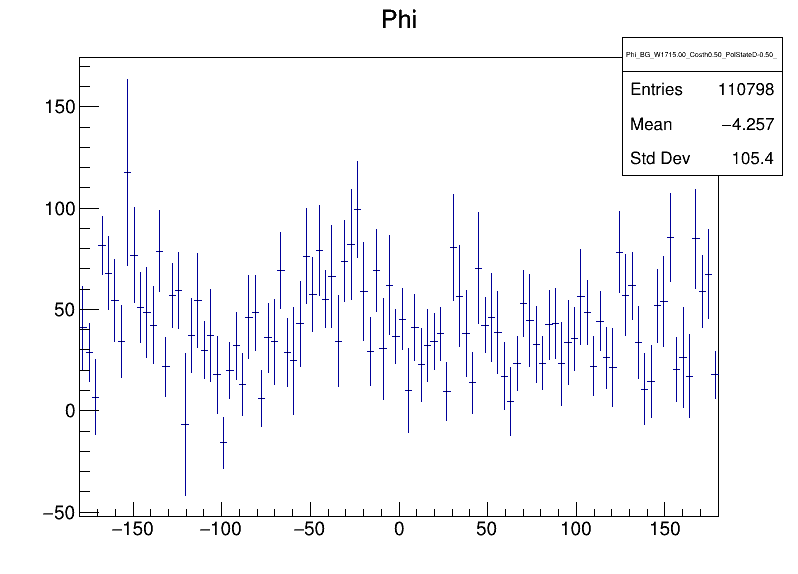 Phi
Phi_BG_W1715.00_Costh0.50_PolStateD-0.50_
Entries 110798
Mean −4.257
Std Dev 105.4
150
100
50
0
−50
−150 −100 −50 0 50 100 150